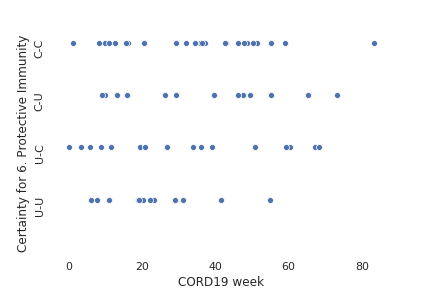 Certainty for 6. Protective Immunity
C-C
C-U
U-C
U-U
0 20 40 60 80
CORD19 week